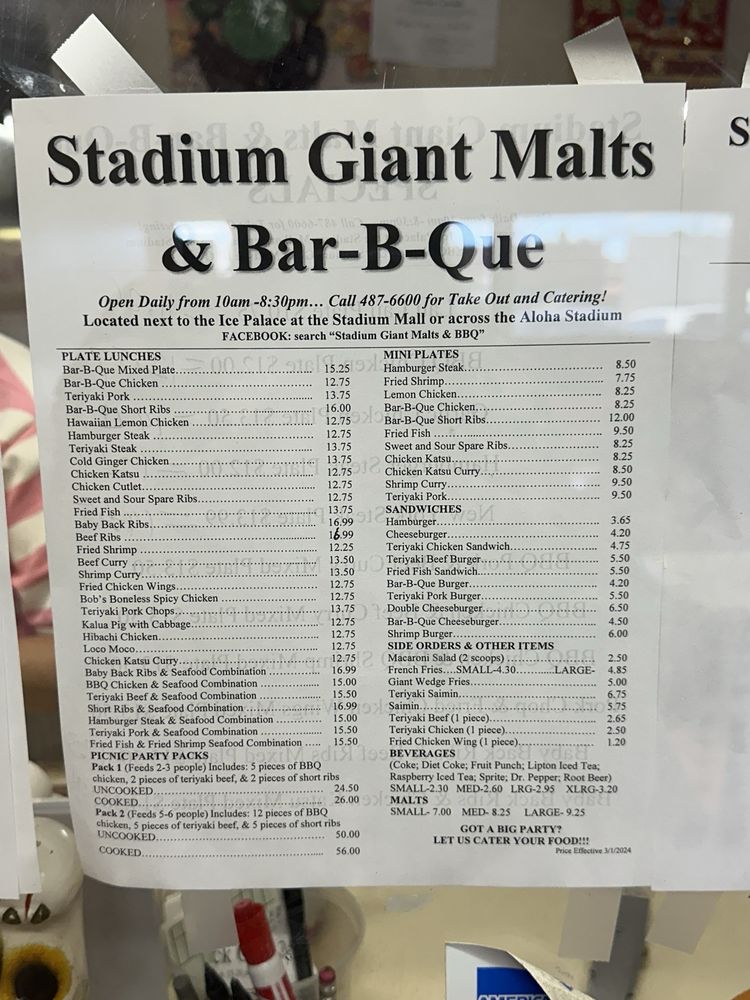 Stadium Giant Malts
& Bar-B-Que
Open Daily from 10am -8:30pm... Call 487-6600 for Take Out and Catering!
Located next to the Ice Palace at the Stadium Mall or across the Aloha Stadium
FACEBOOK: search "Stadium Giant Malts & BBQ"
PLATE LUNCHES
Bar-B-Que Mixed Plate 15.25
Bar-B-Que Chicken 12.75
Teriyaki Pork 13.75
Bar-B-Que Short Ribs 16.00
Hawaiian Lemon Chicken 12.75
Hamburger Steak 12.75
Teriyaki Steak 13.75
Cold Ginger Chicken 13.75
Chicken Katsu 12.75
Chicken Cutlet 12.75
Sweet and Sour Spare Ribs 12.75
Fried Fish 13.75
Baby Back Ribs 16.99
Beef Ribs 16.99
Fried Shrimp 12.25
Beef Curry 13.50
Shrimp Curry 13.50
Fried Chicken Wings 12.75
Bob's Boneless Spicy Chicken 12.75
Teriyaki Pork Chops 13.75
Kalua Pig with Cabbage 12.75
Hibachi Chicken 12.75
Loco Moco 12.75
Chicken Katsu Curry 12.75
Baby Back Ribs & Seafood Combination 16.99
BBQ Chicken & Seafood Combination 15.00
Teriyaki Beef & Seafood Combination 15.50
Short Ribs & Seafood Combination 16.99
Hamburger Steak & Seafood Combination 15.00
Teriyaki Pork & Seafood Combination 15.50
Fried Fish & Fried Shrimp Seafood Combination 15.50
PICNIC PARTY PACKS
Pack 1 (Feeds 2-3 people) Includes: 5 pieces of BBQ
chicken, 2 pieces of teriyaki beef, & 2 pieces of short ribs
UNCOOKED 24.50
COOKED 26.00
Pack 2 (Feeds 5-6 people) Includes: 12 pieces of BBQ
chicken, 5 pieces of teriyaki beef, & 5 pieces of short ribs
UNCOOKED 50.00
COOKED 56.00
MINI PLATES
Hamburger Steak 8.50
Fried Shrimp 7.75
Lemon Chicken 8.25
Bar-B-Que Chicken 8.25
Bar-B-Que Short Ribs 12.00
Fried Fish 9.50
Sweet and Sour Spare Ribs 8.25
Chicken Katsu 8.25
Chicken Katsu Curry 8.50
Shrimp Curry 9.50
Teriyaki Pork 9.50
SANDWICHES
Hamburger 3.65
Cheeseburger 4.20
Teriyaki Chicken Sandwich 4.75
Teriyaki Beef Burger 5.50
Fried Fish Sandwich 5.50
Bar-B-Que Burger 4.20
Teriyaki Pork Burger 5.50
Double Cheeseburger 6.50
Bar-B-Que Cheeseburger 4.50
Shrimp Burger 6.00
SIDE ORDERS & OTHER ITEMS
Macaroni Salad (2 scoops) 2.50
French Fries....SMALL-4.30..........LARGE- 4.85
Giant Wedge Fries 5.00
Teriyaki Saimin 6.75
Saimin 5.75
Teriyaki Beef (1 piece) 2.65
Teriyaki Chicken (1 piece) 2.50
Fried Chicken Wing (1 piece) 1.20
BEVERAGES
(Coke; Diet Coke; Fruit Punch; Lipton Iced Tea;
Raspberry Iced Tea; Sprite; Dr. Pepper; Root Beer)
SMALL-2.30 MED-2.60 LRG-2.95 XLRG-3.20
MALTS
SMALL- 7.00 MED- 8.25 LARGE- 9.25
GOT A BIG PARTY?
LET US CATER YOUR FOOD!!!
Price Effective 3/1/2024
S